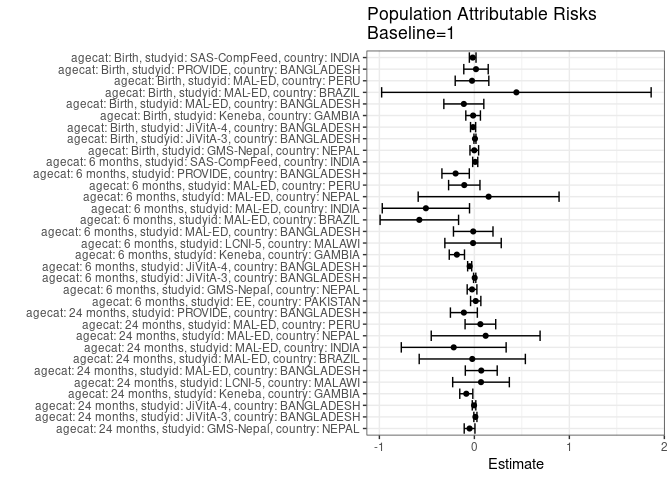 Population Attributable Risks
Baseline=1
agecat: Birth, studyid: SAS-CompFeed, country: INDIA
agecat: Birth, studyid: PROVIDE, country: BANGLADESH
agecat: Birth, studyid: MAL-ED, country: PERU
agecat: Birth, studyid: MAL-ED, country: BRAZIL
agecat: Birth, studyid: MAL-ED, country: BANGLADESH
agecat: Birth, studyid: Keneba, country: GAMBIA
agecat: Birth, studyid: JiVitA-4, country: BANGLADESH
agecat: Birth, studyid: JiVitA-3, country: BANGLADESH
agecat: Birth, studyid: GMS-Nepal, country: NEPAL
agecat: 6 months, studyid: SAS-CompFeed, country: INDIA
agecat: 6 months, studyid: PROVIDE, country: BANGLADESH
agecat: 6 months, studyid: MAL-ED, country: PERU
agecat: 6 months, studyid: MAL-ED, country: NEPAL
agecat: 6 months, studyid: MAL-ED, country: INDIA
agecat: 6 months, studyid: MAL-ED, country: BRAZIL
agecat: 6 months, studyid: MAL-ED, country: BANGLADESH
agecat: 6 months, studyid: LCNI-5, country: MALAWI
agecat: 6 months, studyid: Keneba, country: GAMBIA
agecat: 6 months, studyid: JiVitA-4, country: BANGLADESH
agecat: 6 months, studyid: JiVitA-3, country: BANGLADESH
agecat: 6 months, studyid: GMS-Nepal, country: NEPAL
agecat: 6 months, studyid: EE, country: PAKISTAN
agecat: 24 months, studyid: PROVIDE, country: BANGLADESH
agecat: 24 months, studyid: MAL-ED, country: PERU
agecat: 24 months, studyid: MAL-ED, country: NEPAL
agecat: 24 months, studyid: MAL-ED, country: INDIA
agecat: 24 months, studyid: MAL-ED, country: BRAZIL
agecat: 24 months, studyid: MAL-ED, country: BANGLADESH
agecat: 24 months, studyid: LCNI-5, country: MALAWI
agecat: 24 months, studyid: Keneba, country: GAMBIA
agecat: 24 months, studyid: JiVitA-4, country: BANGLADESH
agecat: 24 months, studyid: JiVitA-3, country: BANGLADESH
agecat: 24 months, studyid: GMS-Nepal, country: NEPAL
-1 0 1 2
Estimate